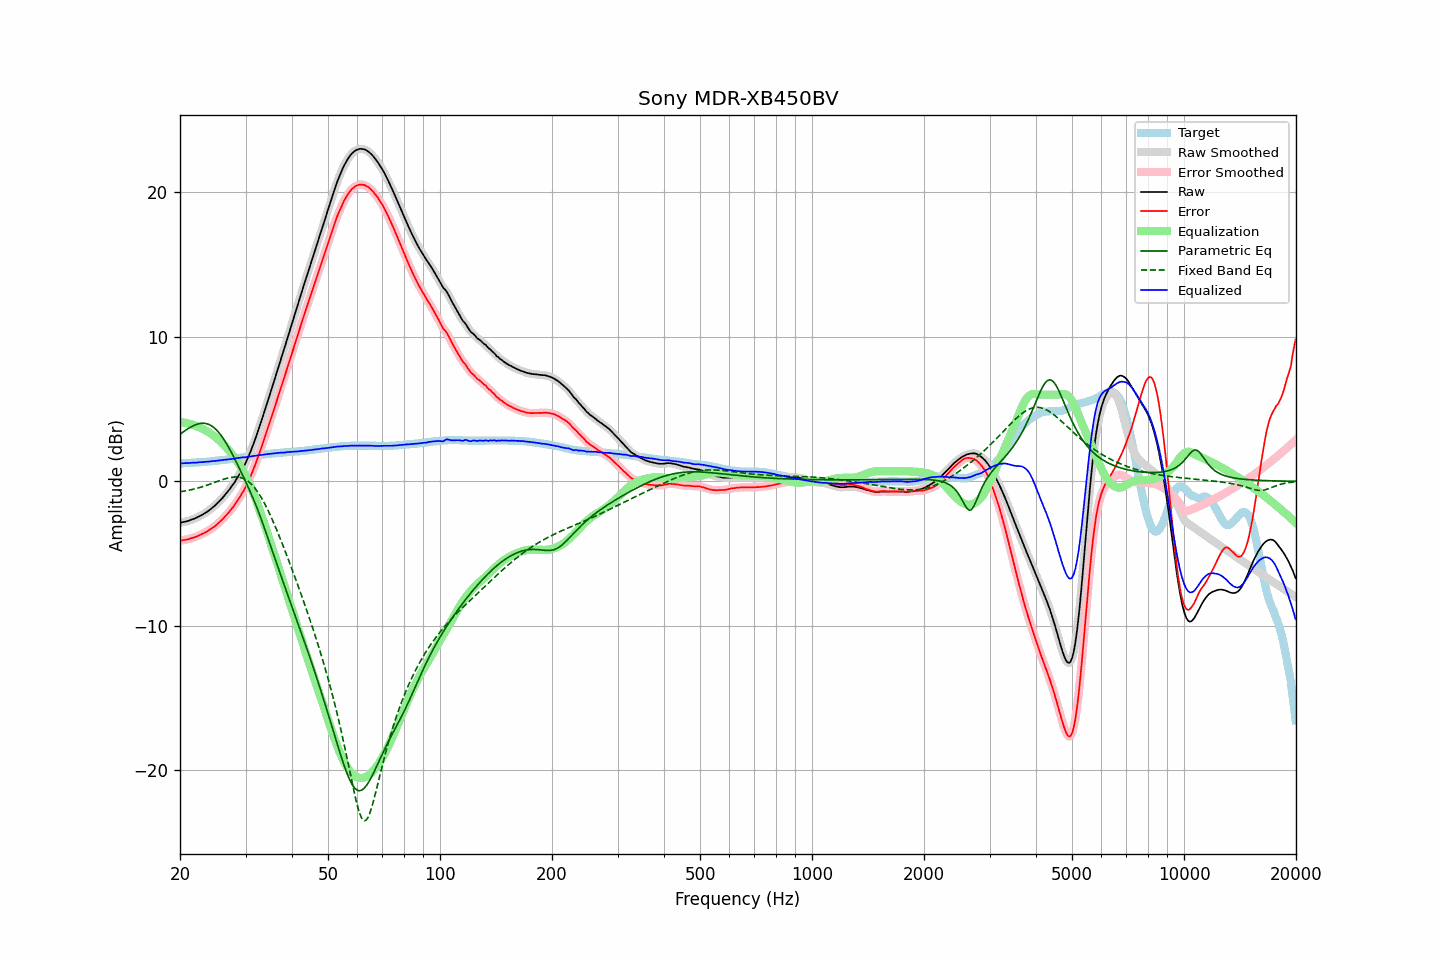 Sony MDR-XB450BV
Target
Raw Smoothed
Error Smoothed
Raw
Error
Equalization
Parametric Eq
Fixed Band Eq
Equalized
Amplitude (dBr)
20
10
0
−10
−20
20
50
100
200
500
1000
2000
5000
10000
20000
Frequency (Hz)